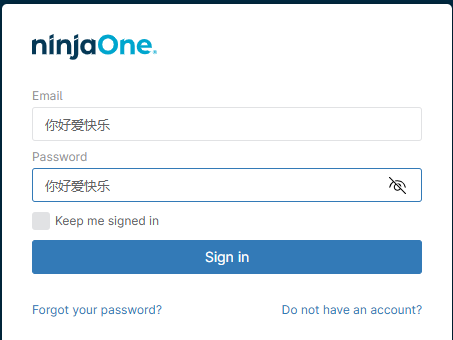 ninjaOne.
Email
你好爱快乐
Password
你好爱快乐
Keep me signed in
Sign in
Forgot your password?
Do not have an account?